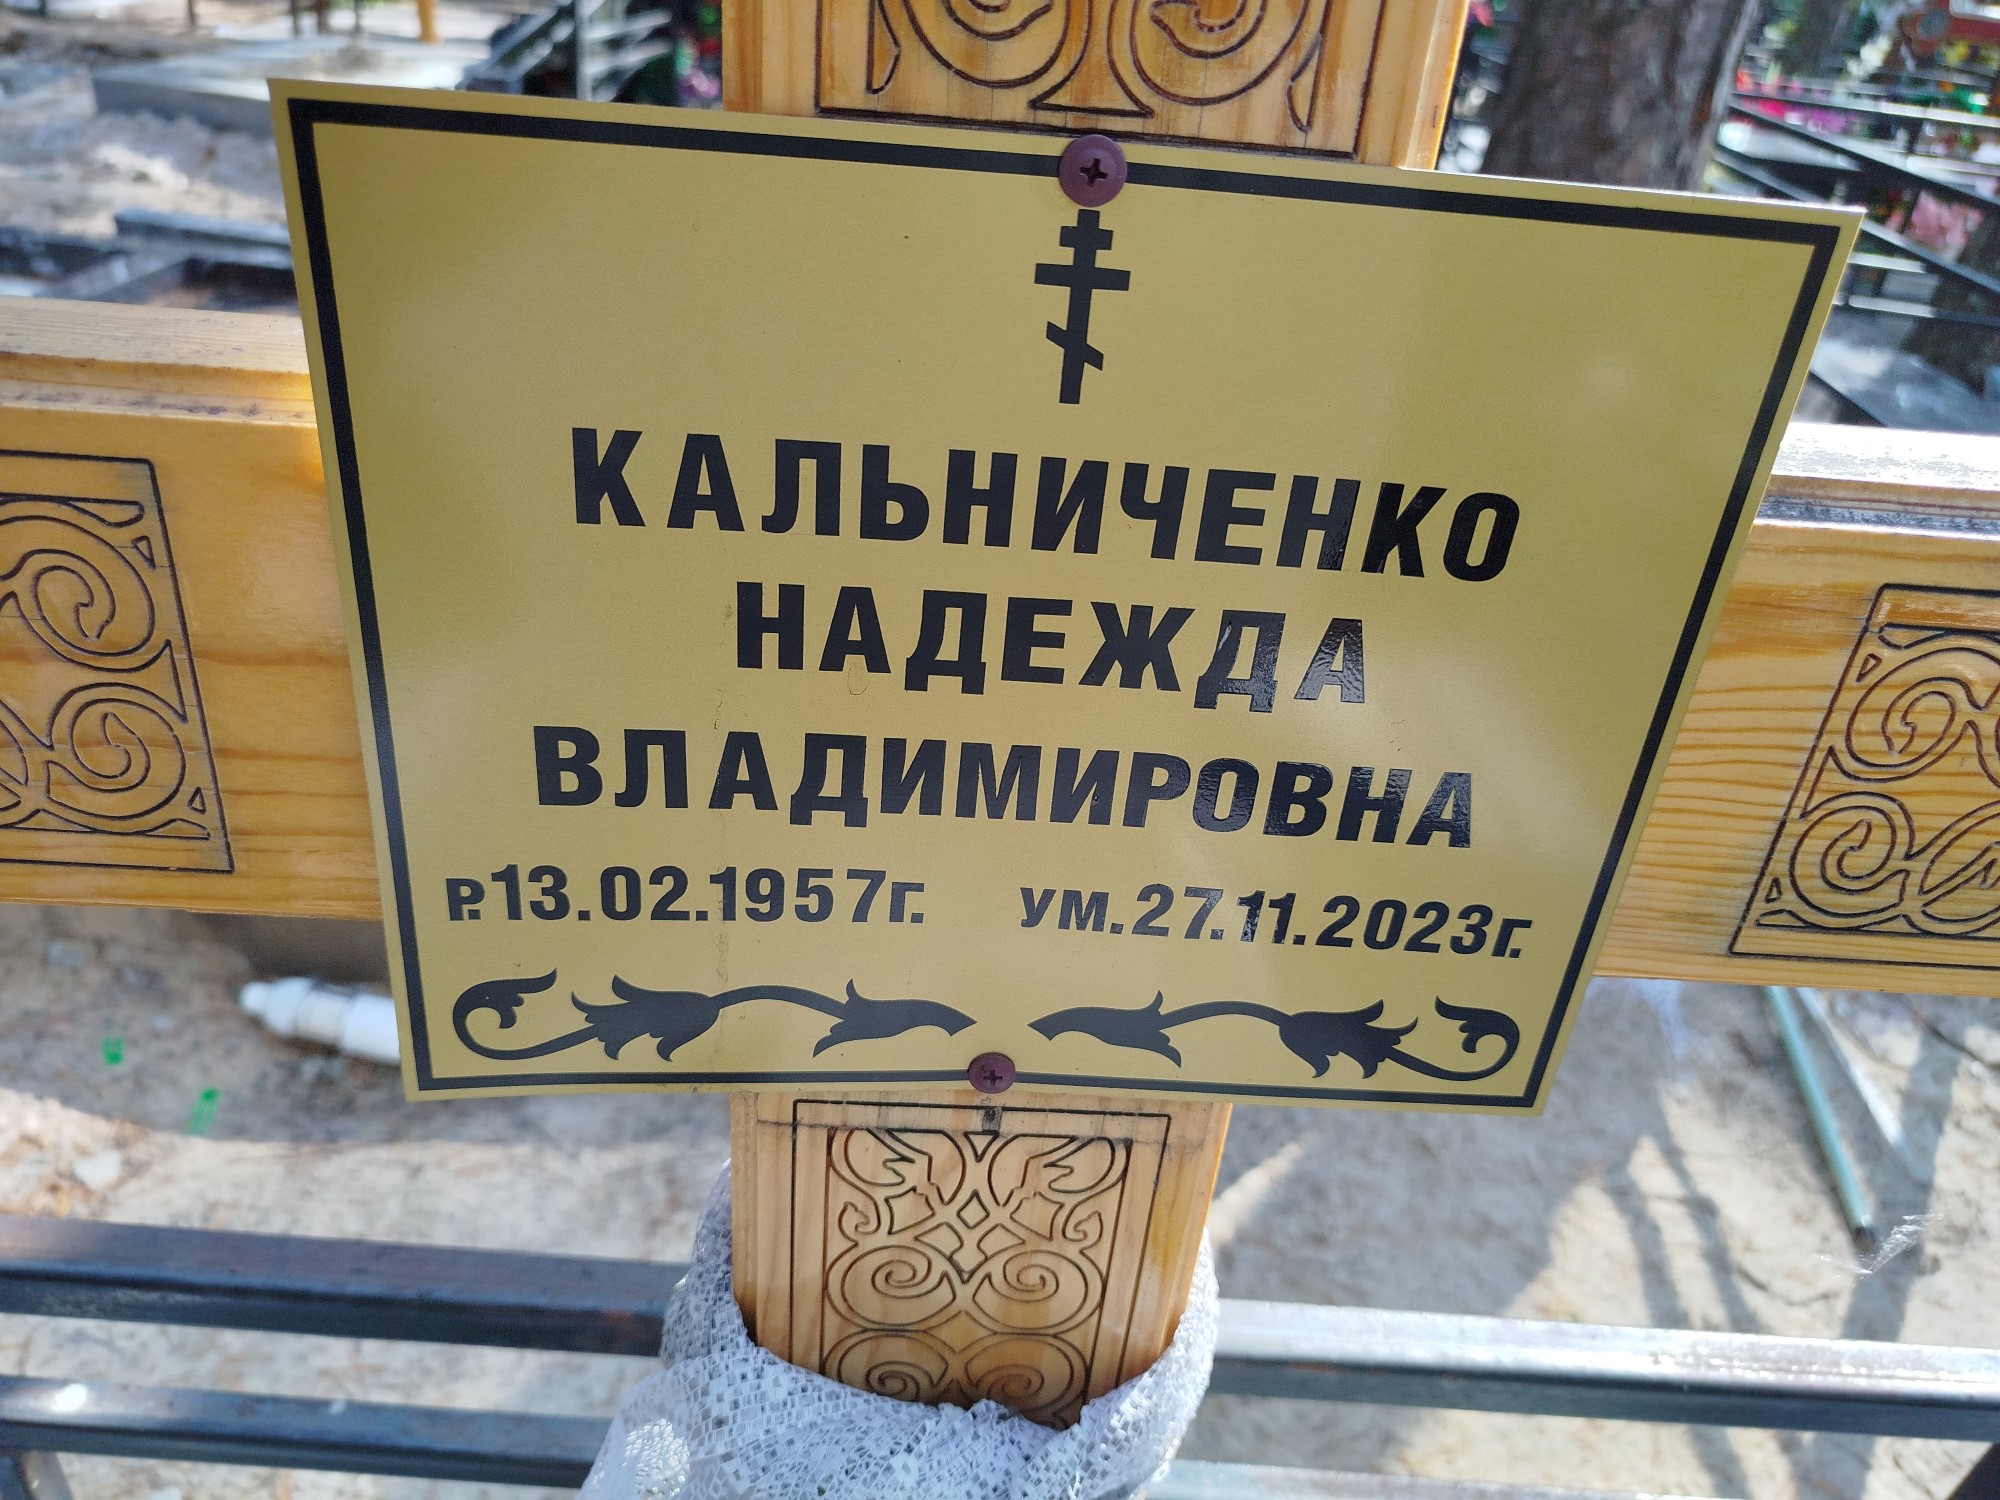 КАЛЬНИЧЕНКО
НАДЕЖДА
ВЛАДИМИРОВНА
Р.13.02.1957г. ум.27.11.2023г.